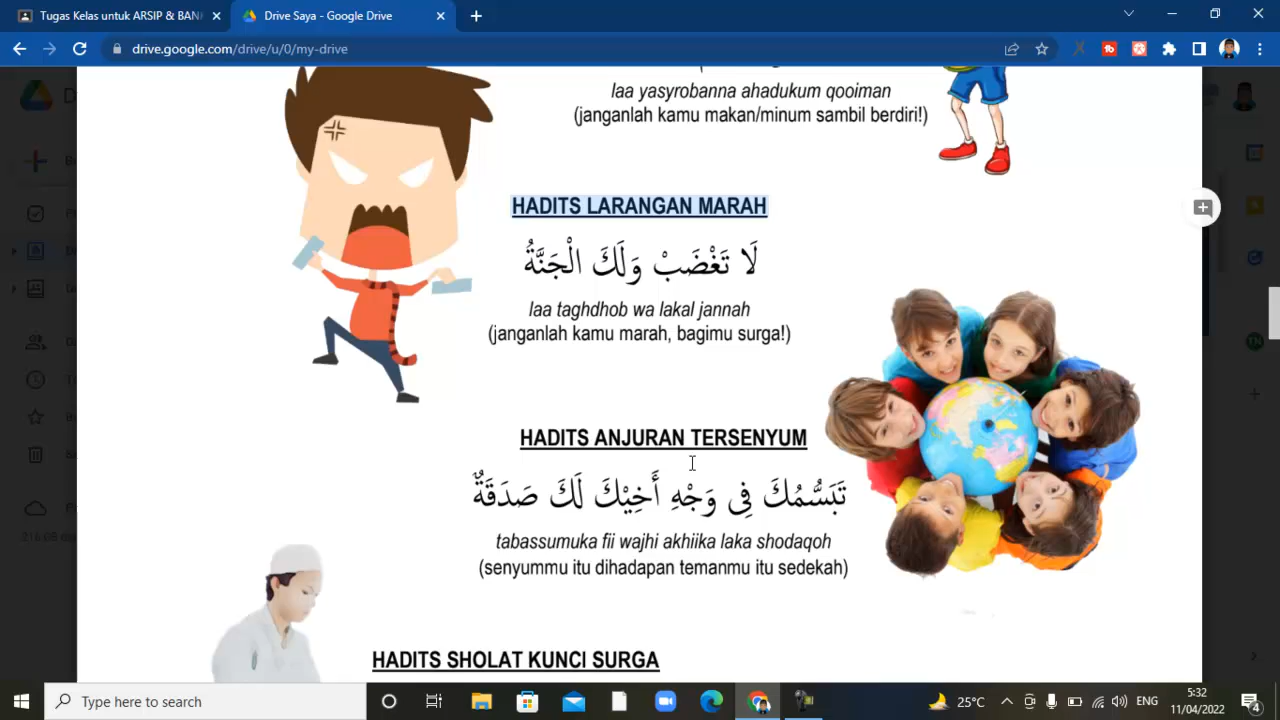 Tugas Kelas untuk ARSIP & BAN
Drive Saya - Google Drive
drive.google.com/drive/u/0/my-drive
laa yasyrobanna ahadukum qooiman
(janganlah kamu makan/minum sambil berdiri!)
HADITS LARANGAN MARAH
لَا تَغْضَبْ وَلَكَ الْجَنَّةُ
laa taghdhob wa lakal jannah
(janganlah kamu marah, bagimu surga!)
HADITS ANJURAN TERSENYUM
تَبَسُّمُكَ فِى وَجْهِ أَخِيْكَ لَكَ صَدَقَةٌ
tabassumuka fii wajhi akhiika laka shodaqoh
(senyummu itu dihadapan temanmu itu sedekah)
HADITS SHOLAT KUNCI SURGA
Type here to search
25°C
ENG
5:32
11/04/2022
4